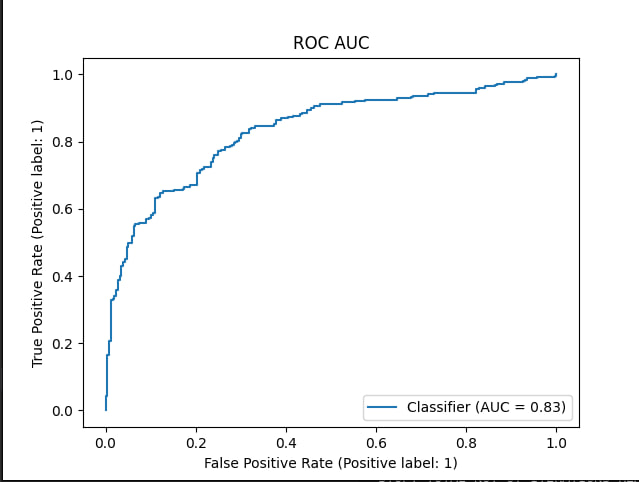 ROC AUC
True Positive Rate (Positive label: 1)
1.0
0.8
0.6
0.4
0.2
0.0
Classifier (AUC = 0.83)
0.0 0.2 0.4 0.6 0.8 1.0
False Positive Rate (Positive label: 1)